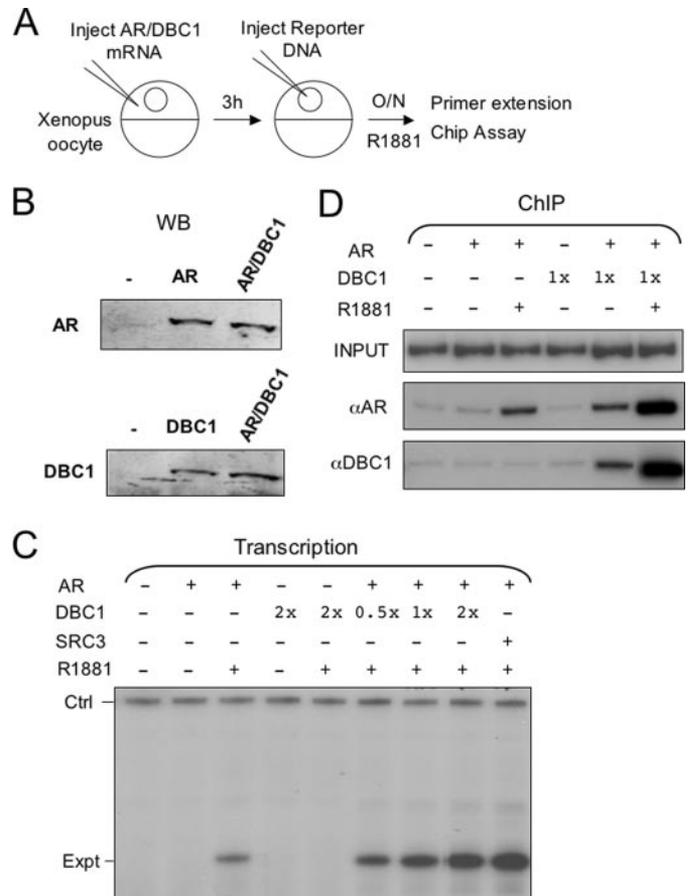 A
Inject AR/DBC1
mRNA
Inject Reporter
DNA
Xenopus
oocyte
3h
O/N
R1881
Primer extension
Chip Assay
B
WB
- AR AR/DBC1
AR
- DBC1 AR/DBC1
DBC1
D
ChIP
AR – + + – + +
DBC1 – – – 1x 1x 1x
R1881 – – + – – +
INPUT
αAR
αDBC1
C
Transcription
AR – + + – – + + + +
DBC1 – – – 2x 2x 0.5x 1x 2x –
SRC3 – – – – – – – – +
R1881 – – + – + + + + +
Ctrl
Expt